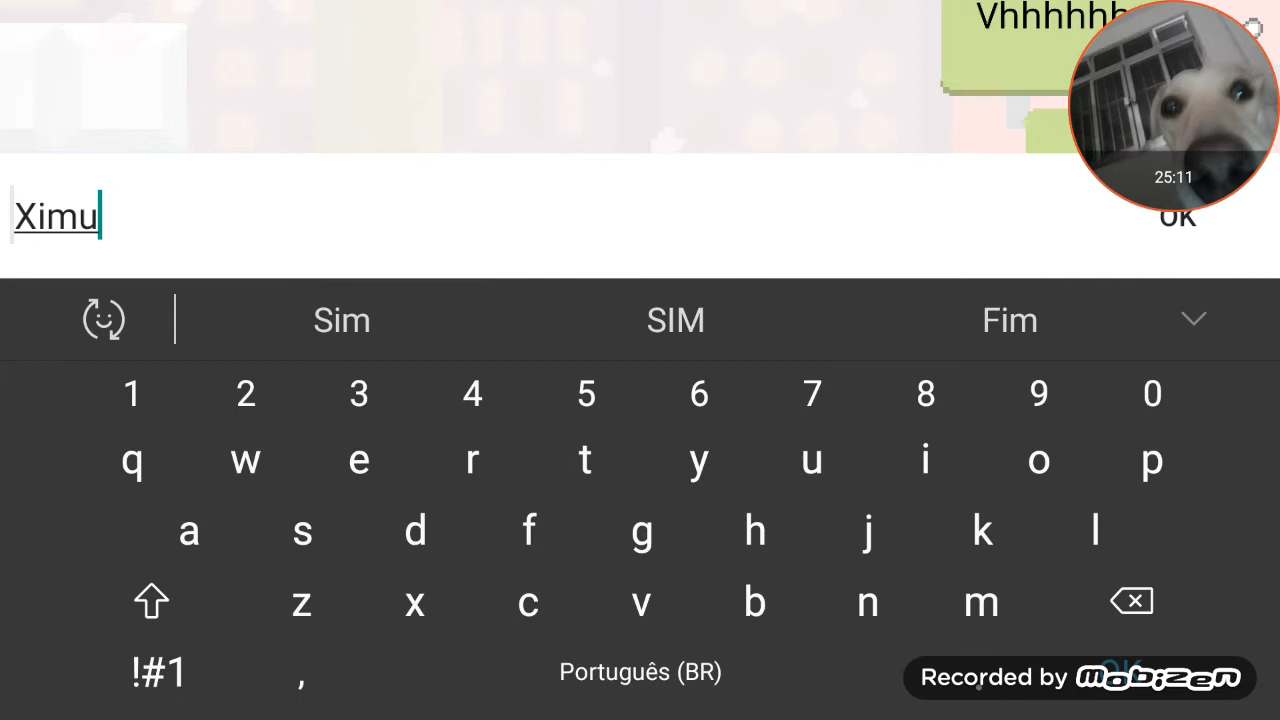 Vhhhhhh
25:11
Ximu
OK
Sim SIM Fim
1 2 3 4 5 6 7 8 9 0
q w e r t y u i o p
a s d f g h j k l
z x c v b n m
!#1 , Português (BR) OK
Recorded by mobizen